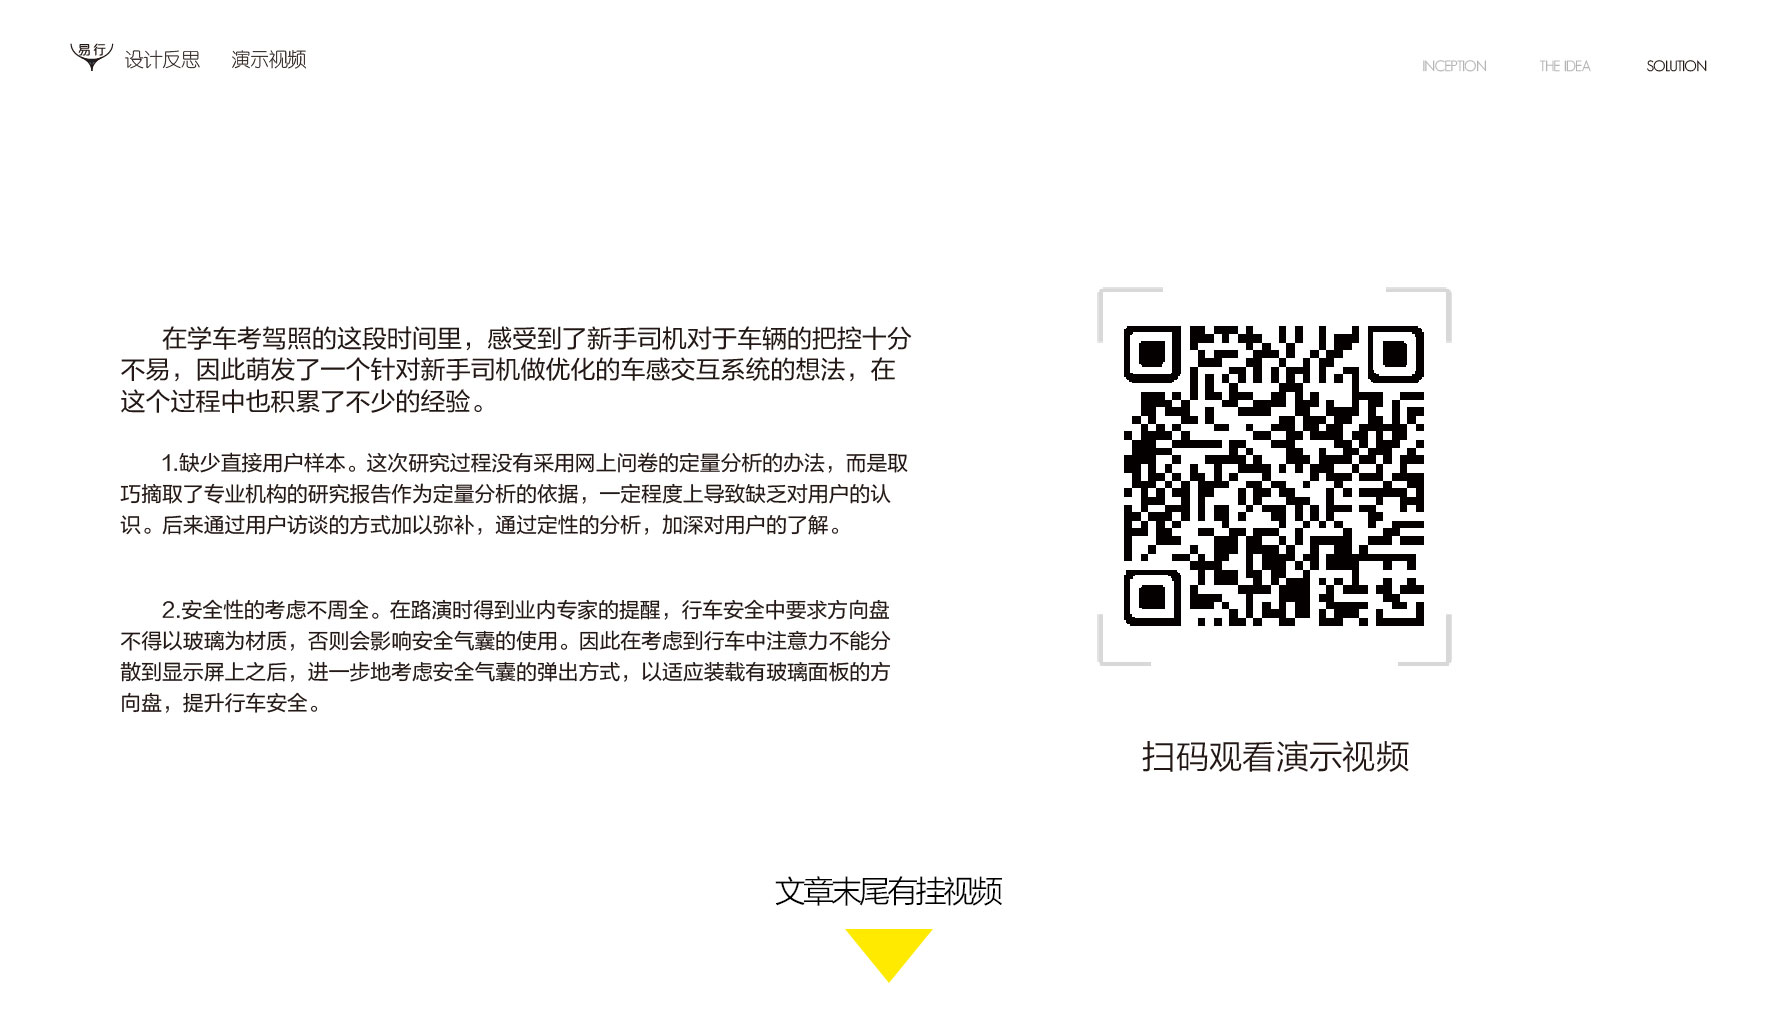 易行 设计反思 演示视频
INCEPTION THE IDEA SOLUTION
在学车考驾照的这段时间里，感受到了新手司机对于车辆的把控十分
不易，因此萌发了一个针对新手司机做优化的车感交互系统的想法，在
这个过程中也积累了不少的经验。
1.缺少直接用户样本。这次研究过程没有采用网上问卷的定量分析的办法，而是取
巧摘取了专业机构的研究报告作为定量分析的依据，一定程度上导致缺乏对用户的认
识。后来通过用户访谈的方式加以弥补，通过定性的分析，加深对用户的了解。
2.安全性的考虑不周全。在路演时得到业内专家的提醒，行车安全中要求方向盘
不得以玻璃为材质，否则会影响安全气囊的使用。因此在考虑到行车中注意力不能分
散到显示屏上之后，进一步地考虑安全气囊的弹出方式，以适应装载有玻璃面板的方
向盘，提升行车安全。
扫码观看演示视频
文章末尾有挂视频